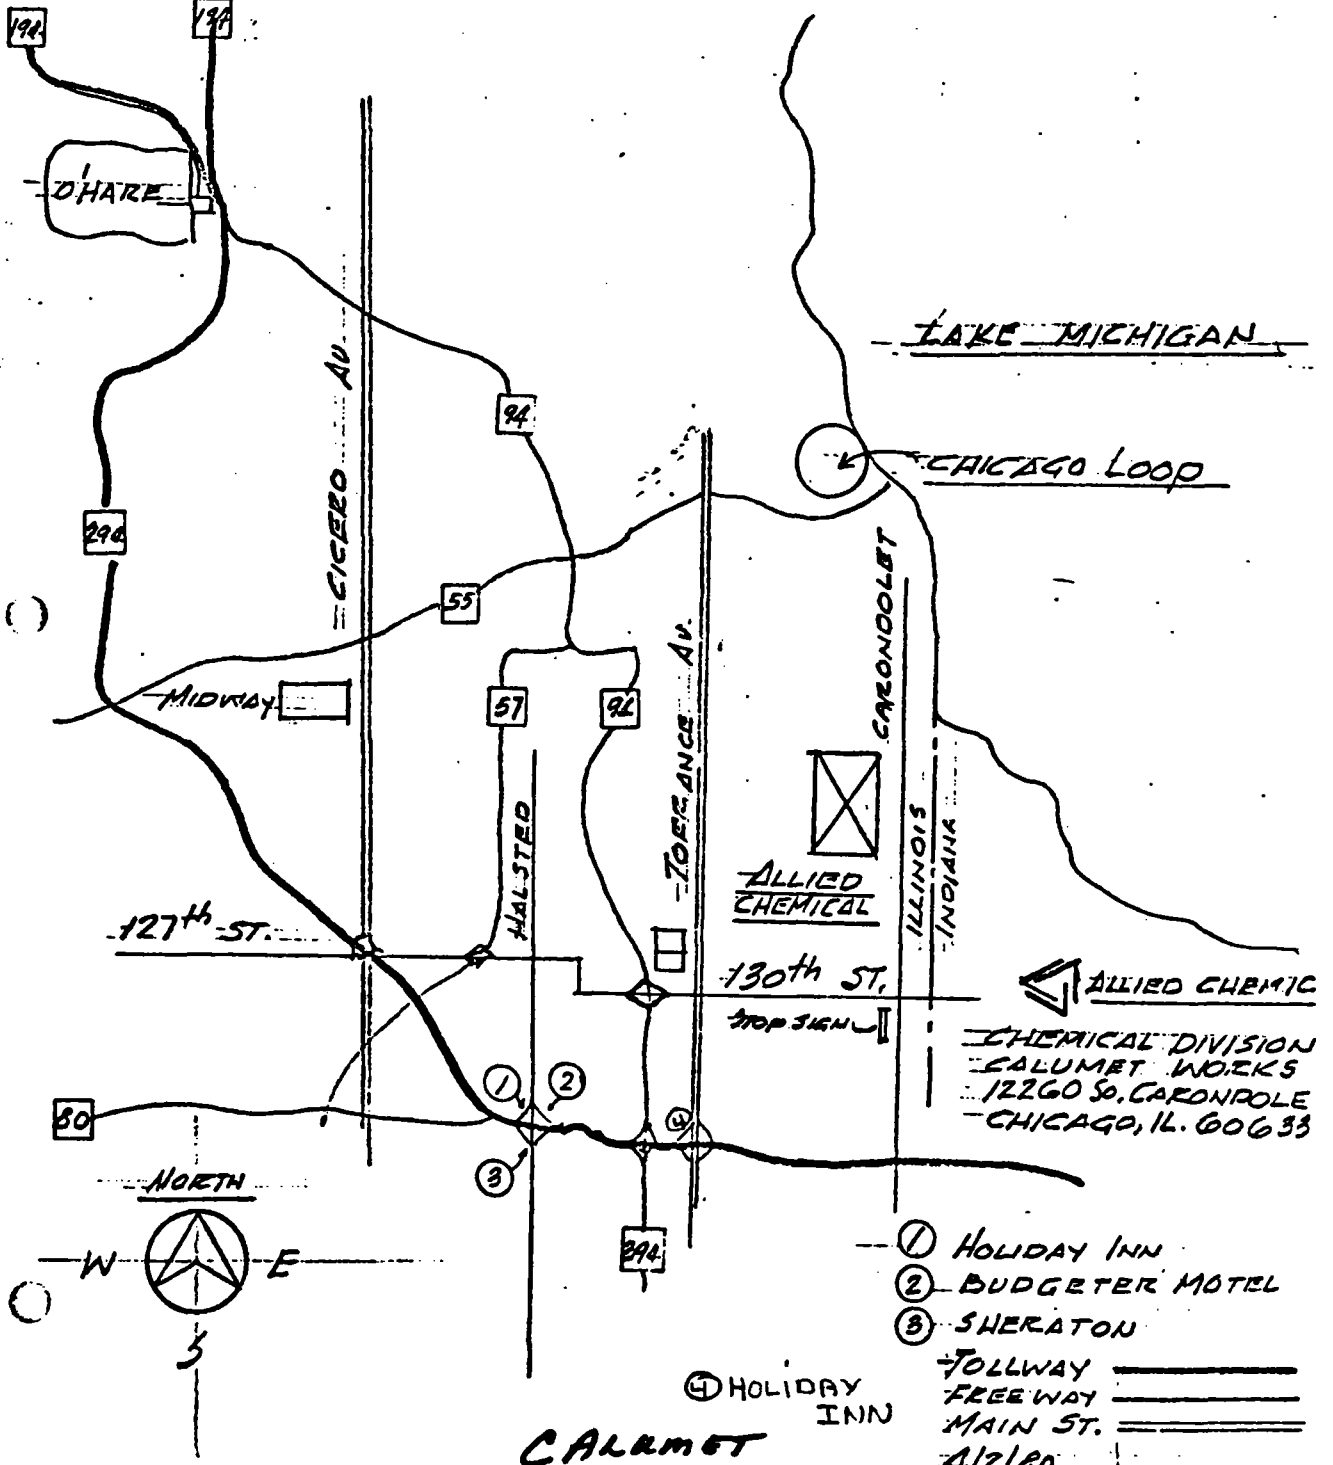 194
O'HARE
CICERO AV.
LAKE MICHIGAN
94
CHICAGO LOOP
294
55
CARONDOLET
MIDWAY
57
94
TORRANCE AV.
HALSTED
ALLIED
CHEMICAL
ILLINOIS
INDIANA
127th ST.
130th ST.
STOP SIGN
ALLIED CHEMIC
CHEMICAL DIVISION
CALUMET WORKS
12260 So. CARONDOLE
CHICAGO, IL. 60633
1
2
80
4
3
NORTH
W
E
S
394
1 HOLIDAY INN
2 BUDGETER MOTEL
3 SHERATON
4 HOLIDAY
INN
TOLLWAY
FREEWAY
MAIN ST.
4/2/80
CALUMET